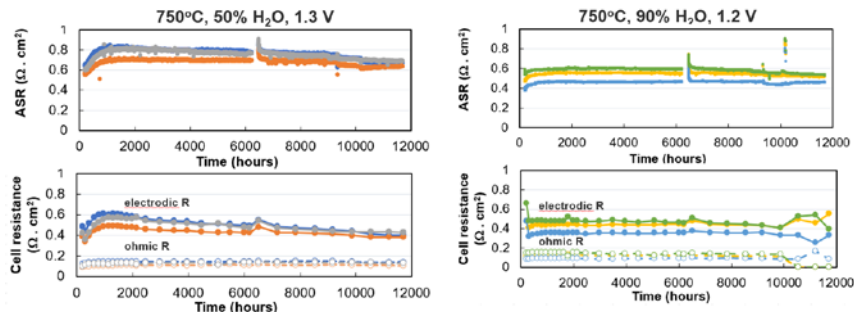 750°C, 50% H₂O, 1.3 V
ASR (Ω . cm²)
1
0.8
0.6
0.4
0.2
0
0 2000 4000 6000 8000 10000 12000
Time (hours)
Cell resistance
(Ω . cm²)
1
0.8
0.6
0.4
0.2
0
electrodic R
ohmic R
0 2000 4000 6000 8000 10000 12000
Time (hours)
750°C, 90% H₂O, 1.2 V
ASR (Ω . cm²)
1
0.8
0.6
0.4
0.2
0
0 2000 4000 6000 8000 10000 12000
Time (hours)
Cell resistance
(Ω . cm²)
1
0.8
0.6
0.4
0.2
0
electrodic R
ohmic R
0 2000 4000 6000 8000 10000 12000
Time (hours)